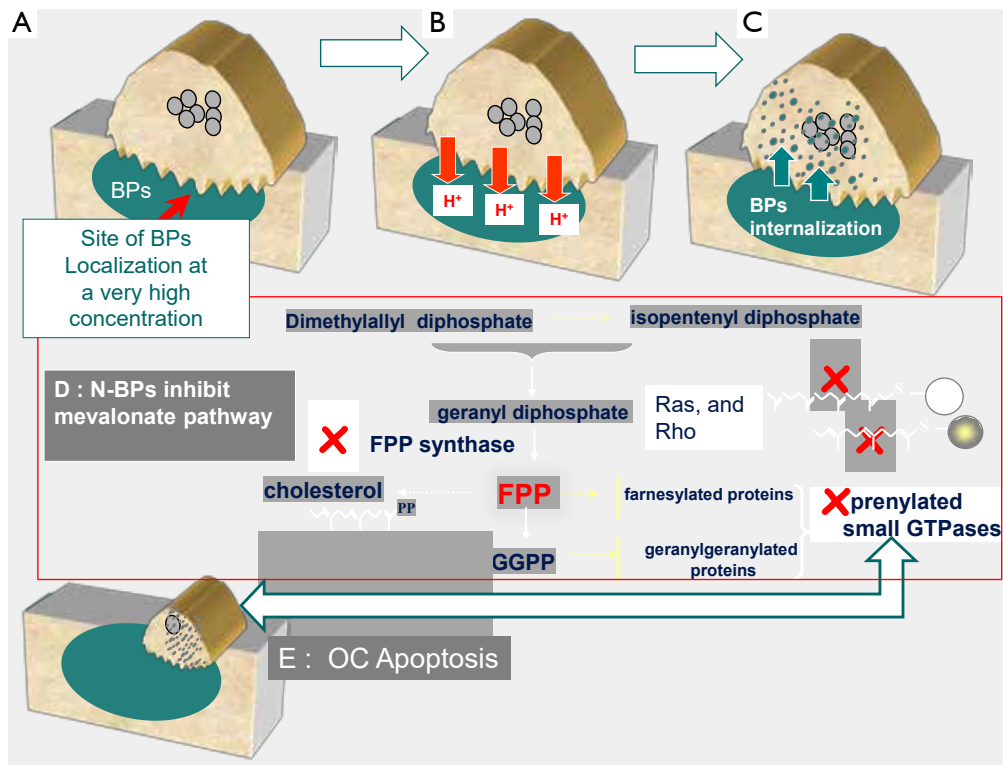 A
B
C
BPs
H⁺
H⁺
H⁺
BPs
internalization
Site of BPs
Localization at
a very high
concentration
Dimethylallyl diphosphate
isopentenyl diphosphate
D : N-BPs inhibit
mevalonate pathway
geranyl diphosphate
Ras, and
Rho
S
S
FPP synthase
cholesterol
PP
FPP
farnesylated proteins
prenylated
small GTPases
GGPP
geranylgeranylated
proteins
E : OC Apoptosis